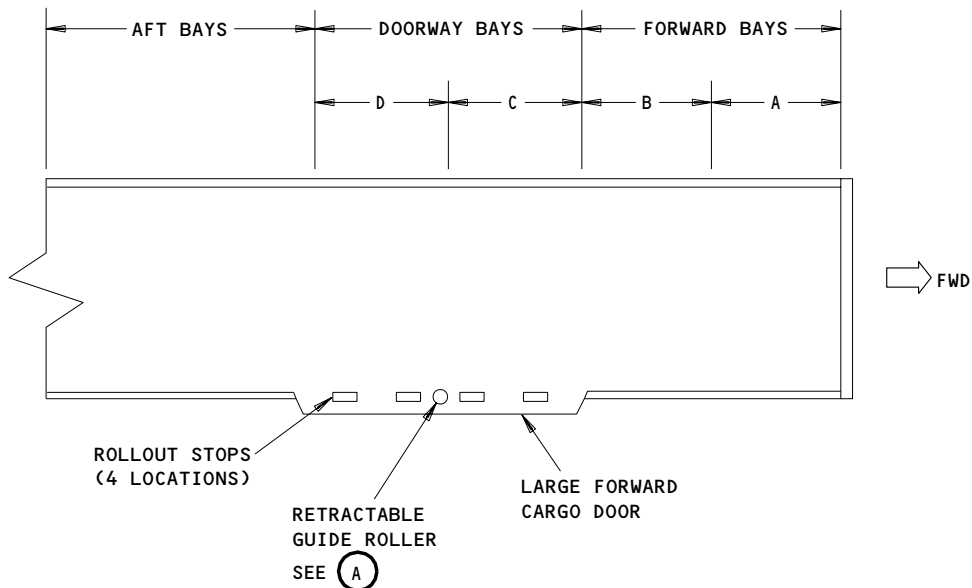 AFT BAYS
DOORWAY BAYS
FORWARD BAYS
D
C
B
A
FWD
ROLLOUT STOPS
(4 LOCATIONS)
RETRACTABLE
GUIDE ROLLER
SEE A
LARGE FORWARD
CARGO DOOR